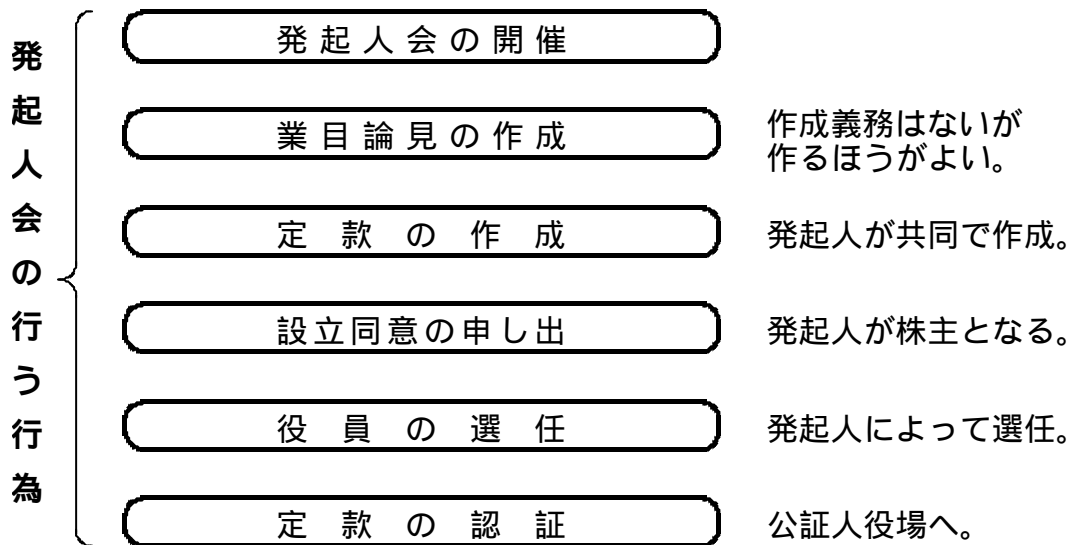 発起人会の行う行為
発起人会の開催
業目論見の作成
作成義務はないが
作るほうがよい。
定款の作成
発起人が共同で作成。
設立同意の申し出
発起人が株主となる。
役員の選任
発起人によって選任。
定款の認証
公証人役場へ。